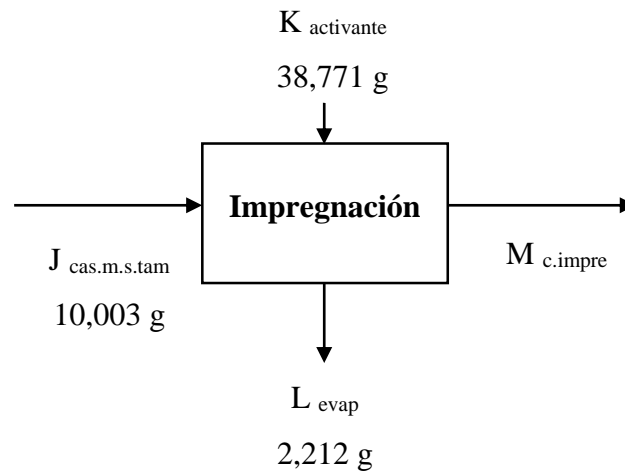 K activante
38,771 g
Impregnación
J cas.m.s.tam
10,003 g
M c.impre
L evap
2,212 g